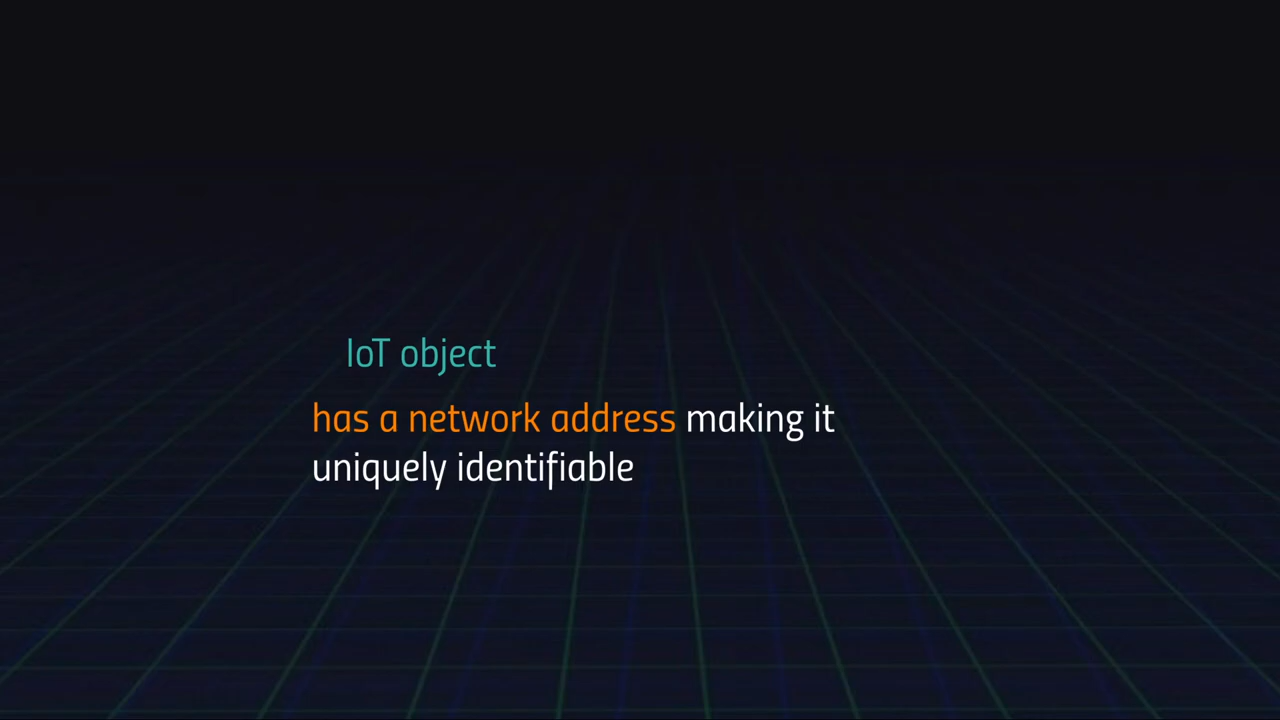 IoT object
has a network address making it
uniquely identifiable